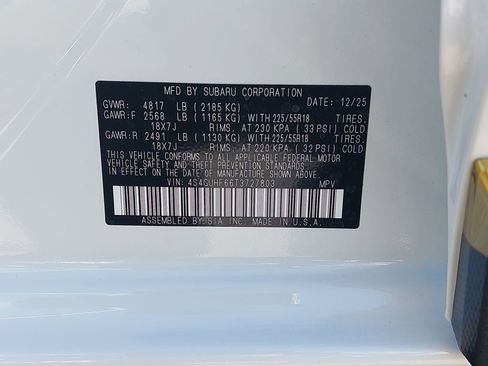 MFD BY SUBARU CORPORATION DATE: 12/25
GVWR: 4817 LB (2185 KG)
GAWR:F 2568 LB (1165 KG) WITH 225/55R18 TIRES.
18X7J RIMS. AT 230 KPA (33 PSI) COLD
GAWR:R 2491 LB (1130 KG) WITH 225/55R18 TIRES.
18X7J RIMS. AT 220 KPA (32 PSI) COLD
THIS VEHICLE CONFORMS TO ALL APPLICABLE FEDERAL MOTOR
VEHICLE SAFETY, BUMPER, AND THEFT PREVENTION STANDARDS
IN EFFECT ON THE DATE OF MANUFACTURE SHOWN ABOVE.
VIN: 4S4GUHF66T3727803 MPV
ASSEMBLED BY S.I.A. INC. MADE IN U.S.A.